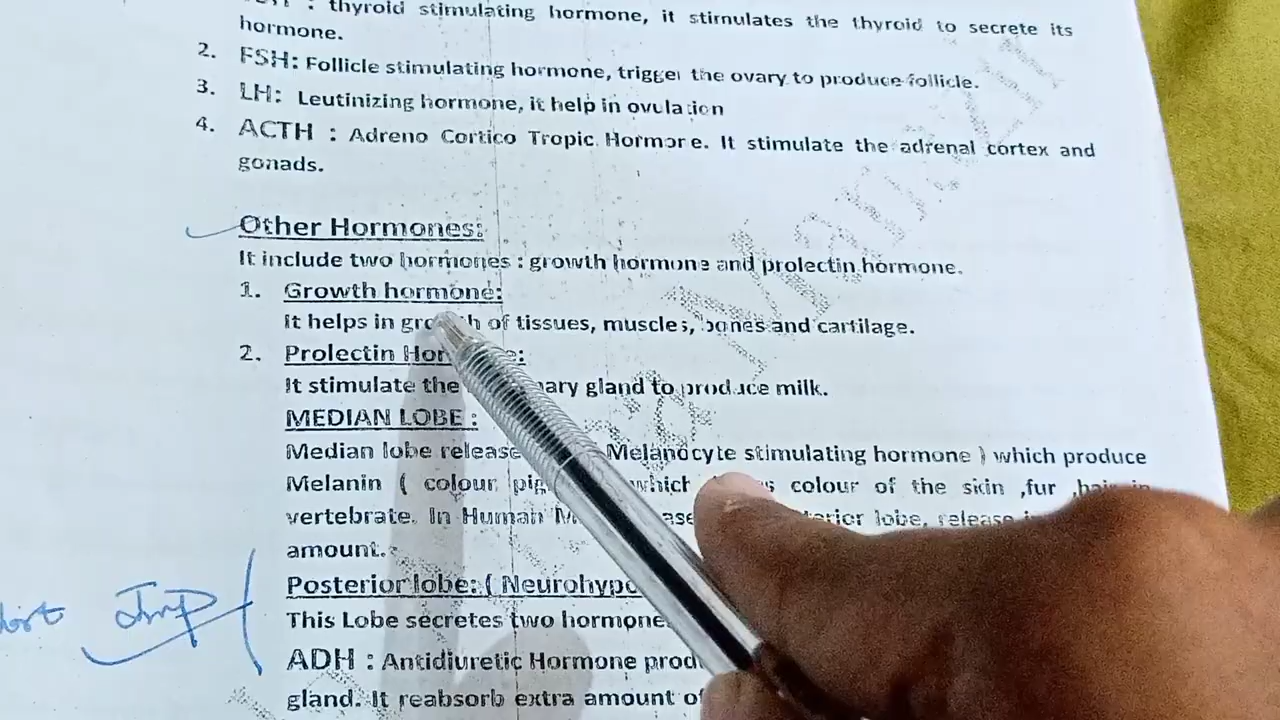 : thyroid stimulating hormone, it stimulates the thyroid to secrete its
hormone.
2. FSH: Follicle stimulating hormone, trigger the ovary to produce follicle.
3. LH: Leutinizing hormone, it help in ovulation
4. ACTH : Adreno Cortico Tropic Hormone. It stimulate the adrenal cortex and
gonads.
Other Hormones:
It include two hormones : growth hormone and prolectin hormone.
1. Growth hormone:
It helps in growth of tissues, muscles, bones and cartilage.
2. Prolectin
It stimulate the gland to produce milk.
MEDIAN LOBE :
Median lobe release Melanocyte stimulating hormone ) which produce
Melanin ( colour which colour of the skin ,fur ,hair in
vertebrate. In Human lobe, release
amount.
Imp
Posterior lobe: (
This Lobe secretes two
ADH : Antidiuretic Hormone
gland. It reabsorb extra amount of